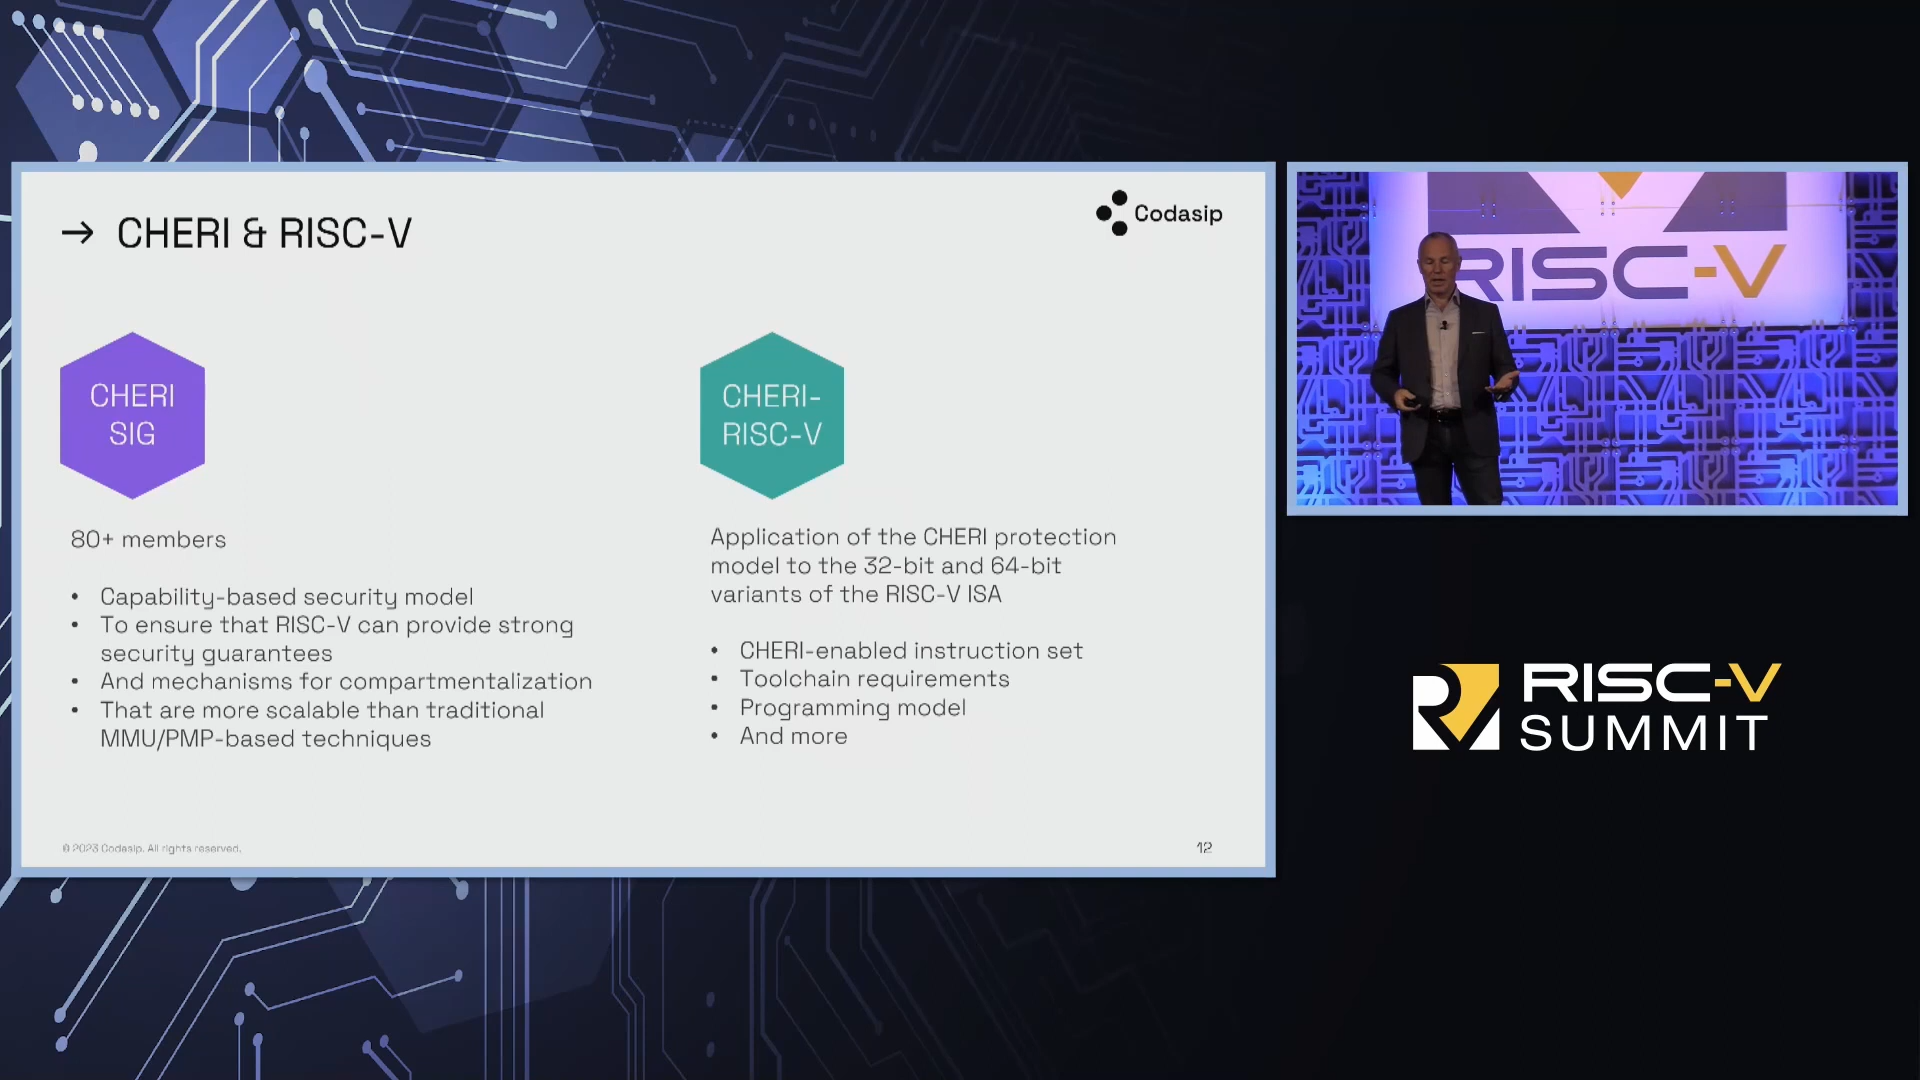 → CHERI & RISC-V
Codasip
CHERI
SIG
80+ members
• Capability-based security model
• To ensure that RISC-V can provide strong
security guarantees
• And mechanisms for compartmentalization
• That are more scalable than traditional
MMU/PMP-based techniques
CHERI-
RISC-V
Application of the CHERI protection
model to the 32-bit and 64-bit
variants of the RISC-V ISA
• CHERI-enabled instruction set
• Toolchain requirements
• Programming model
• And more
© 2023 Codasip. All rights reserved.
12
RISC-V
RISC-V
SUMMIT